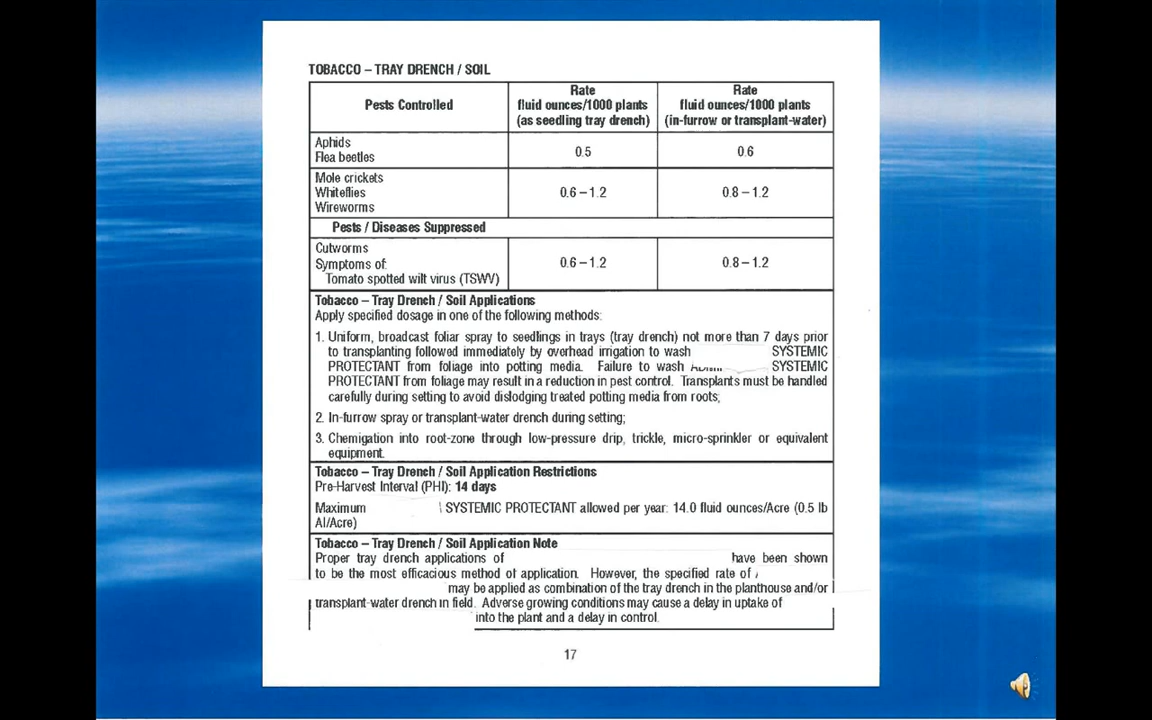 TOBACCO – TRAY DRENCH / SOIL
Pests Controlled
Rate
fluid ounces/1000 plants
(as seedling tray drench)
Rate
fluid ounces/1000 plants
(in-furrow or transplant-water)
Aphids
Flea beetles
0.5
0.6
Mole crickets
Whiteflies
Wireworms
0.6 – 1.2
0.8 – 1.2
Pests / Diseases Suppressed
Cutworms
Symptoms of:
Tomato spotted wilt virus (TSWV)
0.6 – 1.2
0.8 – 1.2
Tobacco – Tray Drench / Soil Applications
Apply specified dosage in one of the following methods:
1. Uniform, broadcast foliar spray to seedlings in trays (tray drench) not more than 7 days prior
to transplanting followed immediately by overhead irrigation to wash SYSTEMIC
PROTECTANT from foliage into potting media. Failure to wash SYSTEMIC
PROTECTANT from foliage may result in a reduction in pest control. Transplants must be handled
carefully during setting to avoid dislodging treated potting media from roots;
2. In-furrow spray or transplant-water drench during setting;
3. Chemigation into root-zone through low-pressure drip, trickle, micro-sprinkler or equivalent
equipment.
Tobacco – Tray Drench / Soil Application Restrictions
Pre-Harvest Interval (PHI): 14 days
Maximum SYSTEMIC PROTECTANT allowed per year: 14.0 fluid ounces/Acre (0.5 lb
AI/Acre)
Tobacco – Tray Drench / Soil Application Note
Proper tray drench applications of have been shown
to be the most efficacious method of application. However, the specified rate of
may be applied as combination of the tray drench in the planthouse and/or
transplant-water drench in field. Adverse growing conditions may cause a delay in uptake of
into the plant and a delay in control.
17